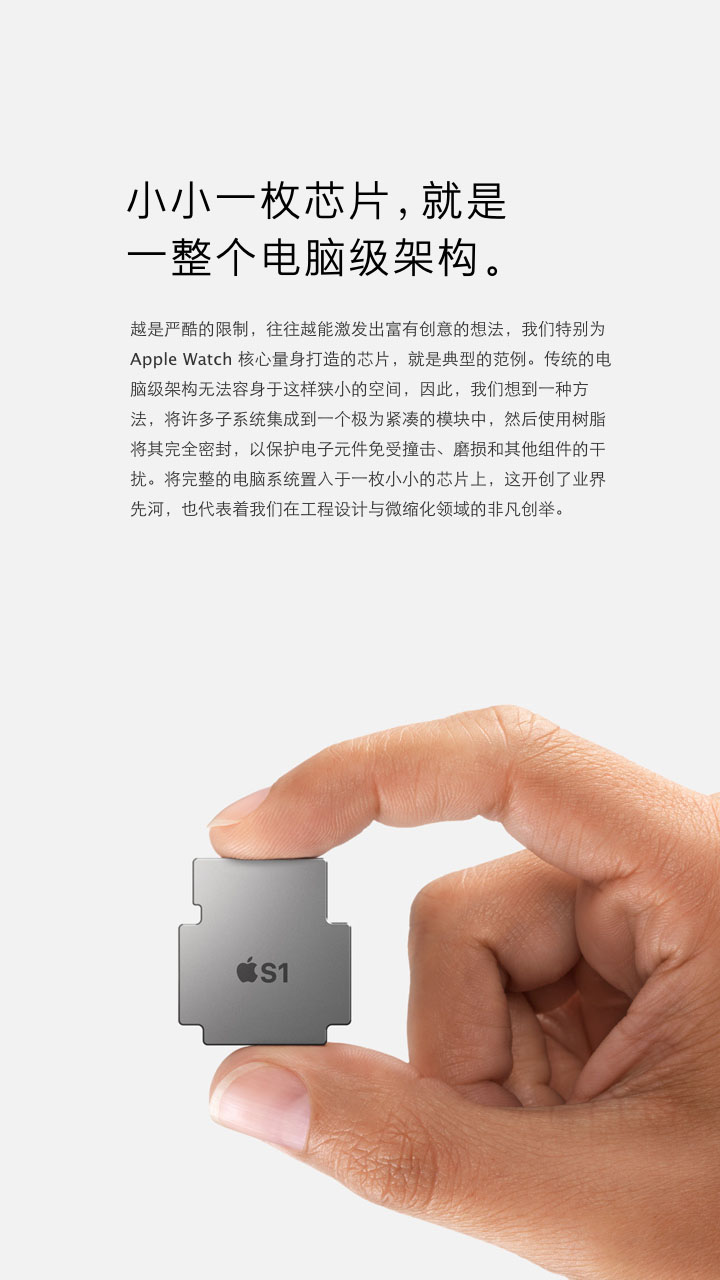 小小一枚芯片，就是
一整个电脑级架构。
越是严酷的限制，往往越能激发出富有创意的想法，我们特别为
Apple Watch 核心量身打造的芯片，就是典型的范例。传统的电
脑级架构无法容身于这样狭小的空间，因此，我们想到一种方
法，将许多子系统集成到一个极为紧凑的模块中，然后使用树脂
将其完全密封，以保护电子元件免受撞击、磨损和其他组件的干
扰。将完整的电脑系统置入于一枚小小的芯片上，这开创了业界
先河，也代表着我们在工程设计与微缩化领域的非凡创举。
S1